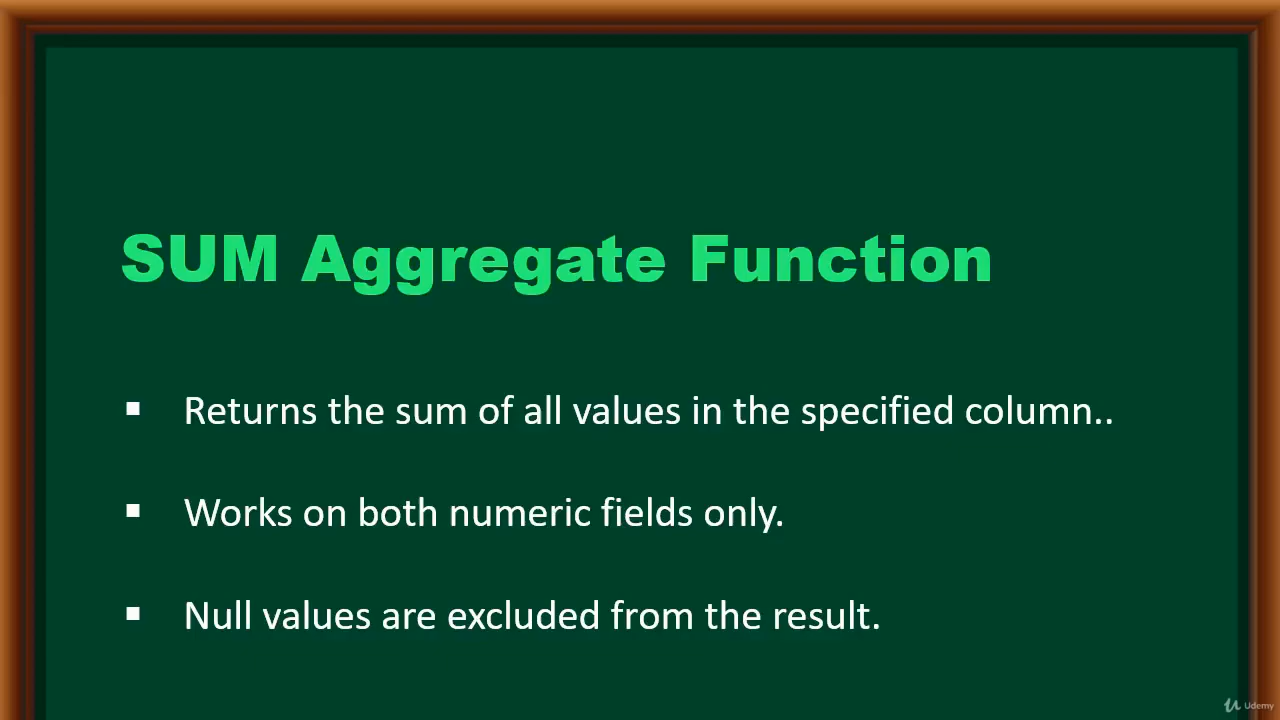 SUM Aggregate Function
▪ Returns the sum of all values in the specified column..
▪ Works on both numeric fields only.
▪ Null values are excluded from the result.
Udemy